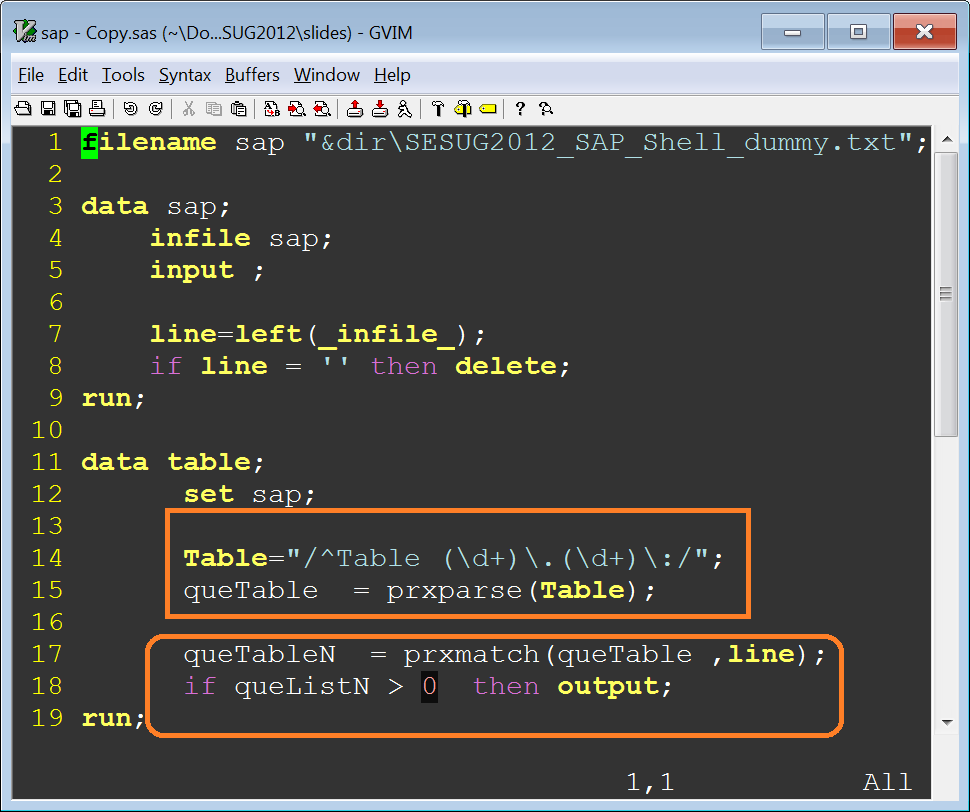 sap - Copy.sas (~\Do...SUG2012\slides) - GVIM
File Edit Tools Syntax Buffers Window Help
1 filename sap "&dir\SESUG2012_SAP_Shell_dummy.txt";
2
3 data sap;
4     infile sap;
5     input ;
6
7     line=left(_infile_);
8     if line = '' then delete;
9 run;
10
11 data table;
12       set sap;
13
14       Table="/^Table (\d+)\.(\d+)\:/";
15       queTable  = prxparse(Table);
16
17       queTableN  = prxmatch(queTable ,line);
18       if queListN > 0  then output;
19 run;
1,1 All